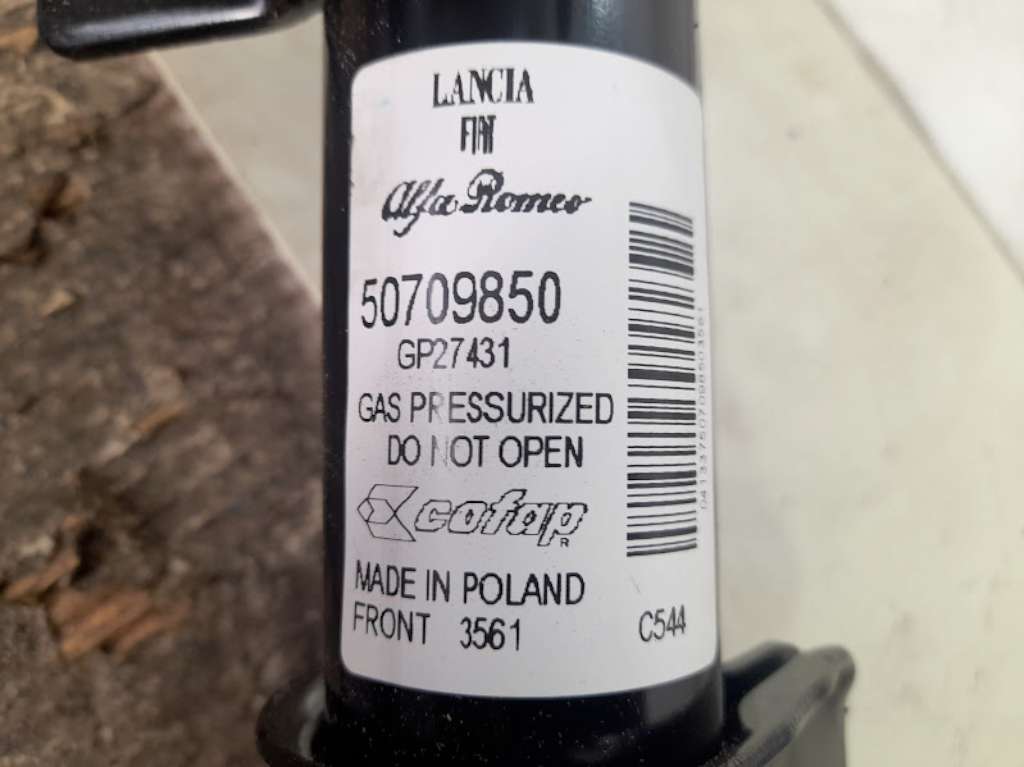 LANCIA
FIAT
Alfa Romeo
50709850
GP27431
GAS PRESSURIZED
DO NOT OPEN
cofap R
MADE IN POLAND
FRONT 3561
C544